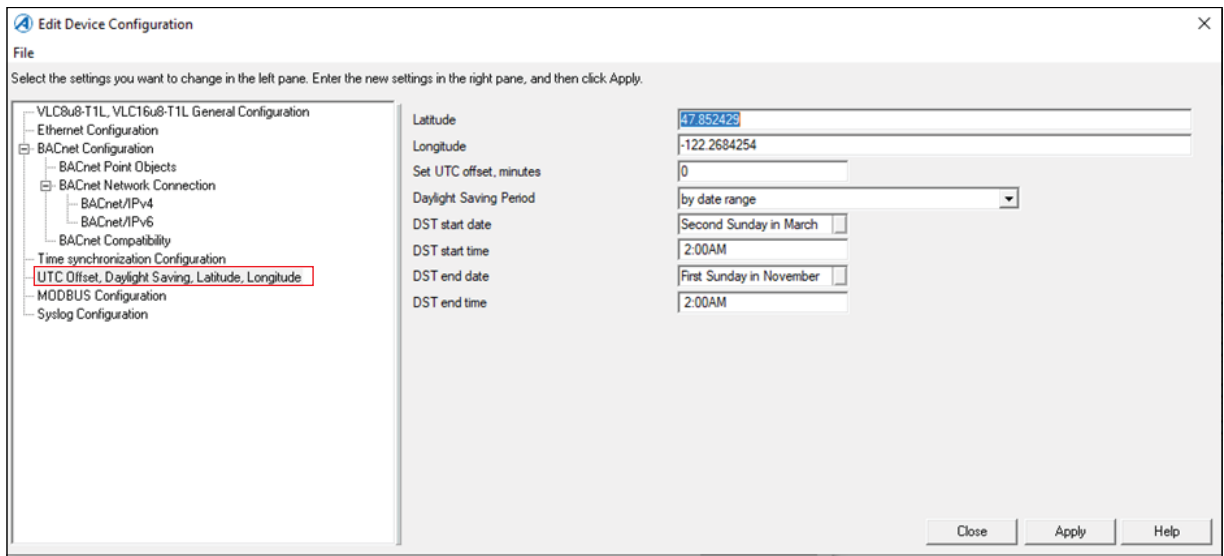 Edit Device Configuration
File
Select the settings you want to change in the left pane. Enter the new settings in the right pane, and then click Apply.
VLC8u8-T1L, VLC16u8-T1L General Configuration
Ethernet Configuration
BACnet Configuration
BACnet Point Objects
BACnet Network Connection
BACnet/IPv4
BACnet/IPv6
BACnet Compatibility
Time synchronization Configuration
UTC Offset, Daylight Saving, Latitude, Longitude
MODBUS Configuration
Syslog Configuration
Latitude 47.852429
Longitude -122.2684254
Set UTC offset, minutes 0
Daylight Saving Period by date range
DST start date Second Sunday in March
DST start time 2:00AM
DST end date First Sunday in November
DST end time 2:00AM
Close Apply Help